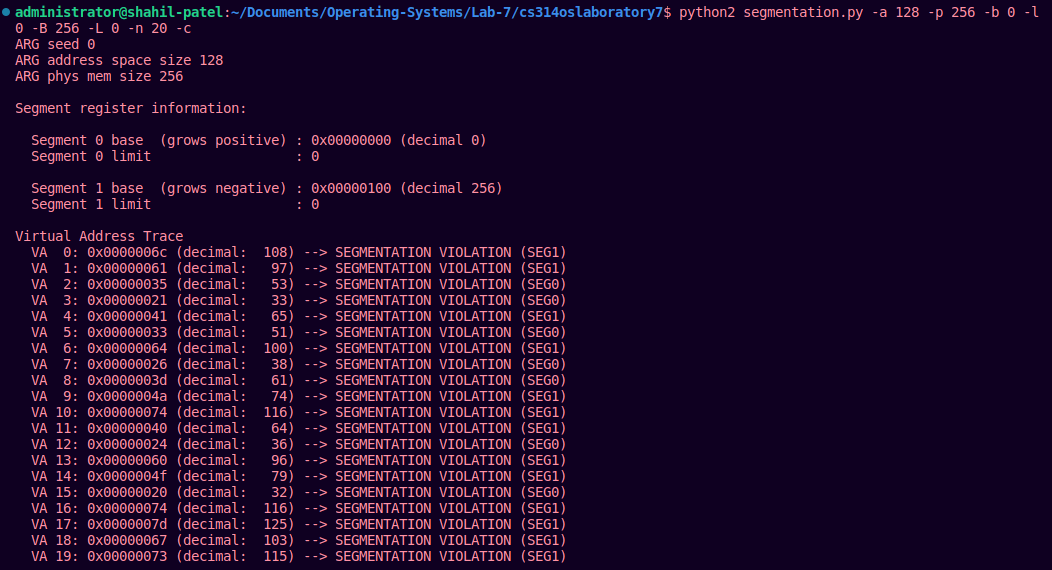 administrator@shahil-patel:~/Documents/Operating-Systems/Lab-7/cs314oslaboratory7$ python2 segmentation.py -a 128 -p 256 -b 0 -l
0 -B 256 -L 0 -n 20 -c
ARG seed 0
ARG address space size 128
ARG phys mem size 256

Segment register information:

  Segment 0 base  (grows positive) : 0x00000000 (decimal 0)
  Segment 0 limit                  : 0

  Segment 1 base  (grows negative) : 0x00000100 (decimal 256)
  Segment 1 limit                  : 0

Virtual Address Trace
  VA  0: 0x0000006c (decimal:  108) --> SEGMENTATION VIOLATION (SEG1)
  VA  1: 0x00000061 (decimal:   97) --> SEGMENTATION VIOLATION (SEG1)
  VA  2: 0x00000035 (decimal:   53) --> SEGMENTATION VIOLATION (SEG0)
  VA  3: 0x00000021 (decimal:   33) --> SEGMENTATION VIOLATION (SEG0)
  VA  4: 0x00000041 (decimal:   65) --> SEGMENTATION VIOLATION (SEG1)
  VA  5: 0x00000033 (decimal:   51) --> SEGMENTATION VIOLATION (SEG0)
  VA  6: 0x00000064 (decimal:  100) --> SEGMENTATION VIOLATION (SEG1)
  VA  7: 0x00000026 (decimal:   38) --> SEGMENTATION VIOLATION (SEG0)
  VA  8: 0x0000003d (decimal:   61) --> SEGMENTATION VIOLATION (SEG0)
  VA  9: 0x0000004a (decimal:   74) --> SEGMENTATION VIOLATION (SEG1)
  VA 10: 0x00000074 (decimal:  116) --> SEGMENTATION VIOLATION (SEG1)
  VA 11: 0x00000040 (decimal:   64) --> SEGMENTATION VIOLATION (SEG1)
  VA 12: 0x00000024 (decimal:   36) --> SEGMENTATION VIOLATION (SEG0)
  VA 13: 0x00000060 (decimal:   96) --> SEGMENTATION VIOLATION (SEG1)
  VA 14: 0x0000004f (decimal:   79) --> SEGMENTATION VIOLATION (SEG1)
  VA 15: 0x00000020 (decimal:   32) --> SEGMENTATION VIOLATION (SEG0)
  VA 16: 0x00000074 (decimal:  116) --> SEGMENTATION VIOLATION (SEG1)
  VA 17: 0x0000007d (decimal:  125) --> SEGMENTATION VIOLATION (SEG1)
  VA 18: 0x00000067 (decimal:  103) --> SEGMENTATION VIOLATION (SEG1)
  VA 19: 0x00000073 (decimal:  115) --> SEGMENTATION VIOLATION (SEG1)